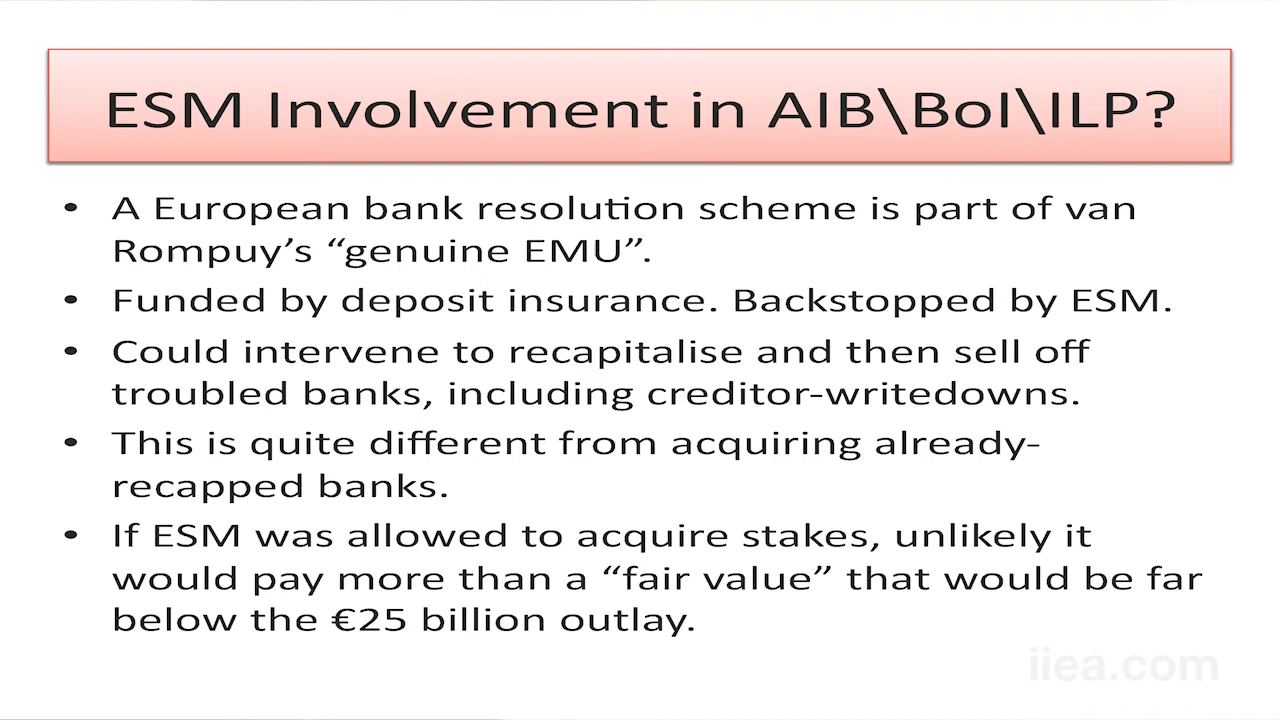 ESM Involvement in AIB\BoI\ILP?
• A European bank resolution scheme is part of van
Rompuy’s “genuine EMU”.
• Funded by deposit insurance. Backstopped by ESM.
• Could intervene to recapitalise and then sell off
troubled banks, including creditor-writedowns.
• This is quite different from acquiring already-
recapped banks.
• If ESM was allowed to acquire stakes, unlikely it
would pay more than a “fair value” that would be far
below the €25 billion outlay.
iiea.com